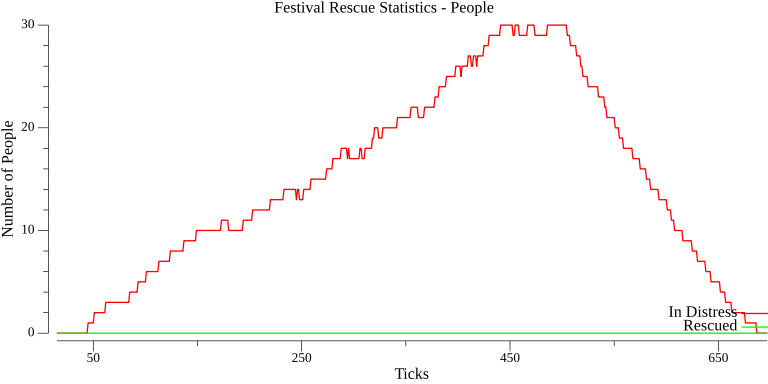 Festival Rescue Statistics - People
30
20
10
0
Number of People
In Distress
Rescued
50
250
450
650
Ticks